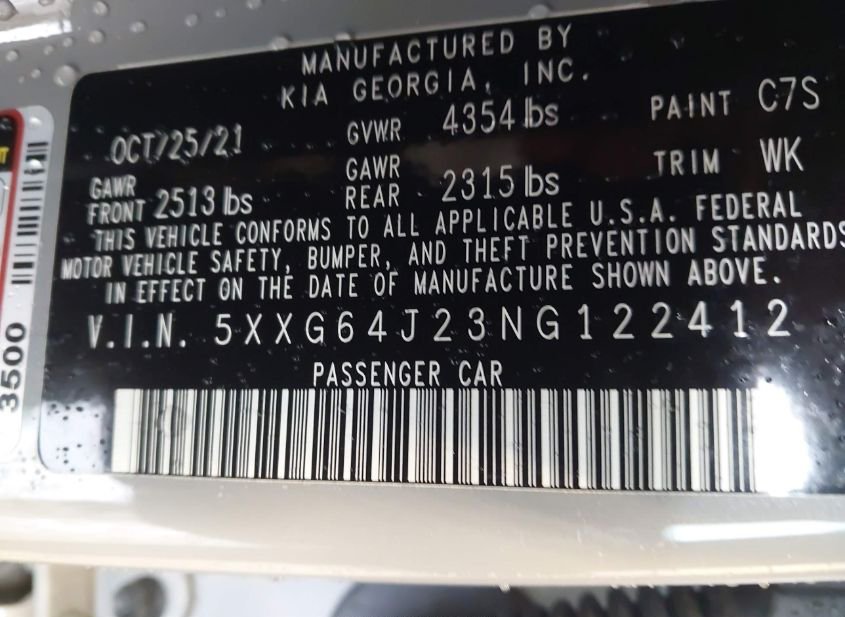 MANUFACTURED BY
KIA GEORGIA, INC.
OCT/25/21 GVWR 4354 lbs PAINT C7S
GAWR FRONT 2513 lbs GAWR REAR 2315 lbs TRIM WK
THIS VEHICLE CONFORMS TO ALL APPLICABLE U.S.A. FEDERAL
MOTOR VEHICLE SAFETY, BUMPER, AND THEFT PREVENTION STANDARDS
IN EFFECT ON THE DATE OF MANUFACTURE SHOWN ABOVE.
V.I.N. 5XXG64J23NG122412
PASSENGER CAR
3500